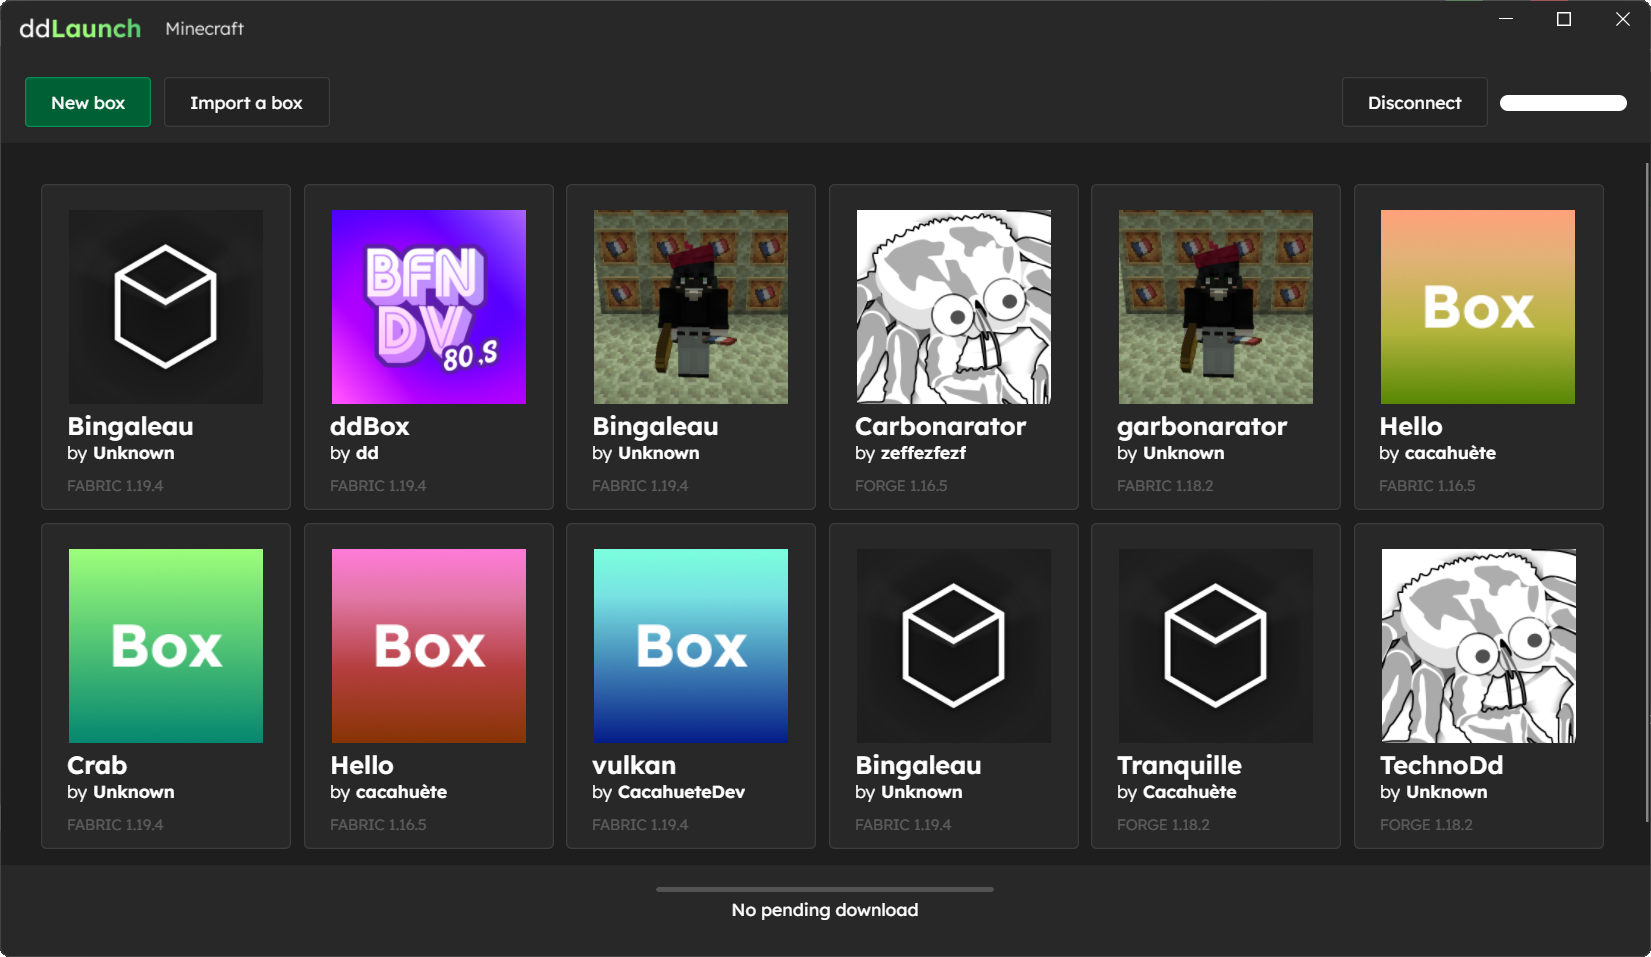 ddLaunch Minecraft
New box Import a box Disconnect
BFN
DV
80,S
Box
Bingaleau
by Unknown
FABRIC 1.19.4
ddBox
by dd
FABRIC 1.19.4
Bingaleau
by Unknown
FABRIC 1.19.4
Carbonarator
by zeffezfezf
FORGE 1.16.5
garbonarator
by Unknown
FABRIC 1.18.2
Hello
by cacahuète
FABRIC 1.16.5
Box
Box
Box
Crab
by Unknown
FABRIC 1.19.4
Hello
by cacahuète
FABRIC 1.16.5
vulkan
by CacahueteDev
FABRIC 1.19.4
Bingaleau
by Unknown
FABRIC 1.19.4
Tranquille
by Cacahuète
FORGE 1.18.2
TechnoDd
by Unknown
FORGE 1.18.2
No pending download